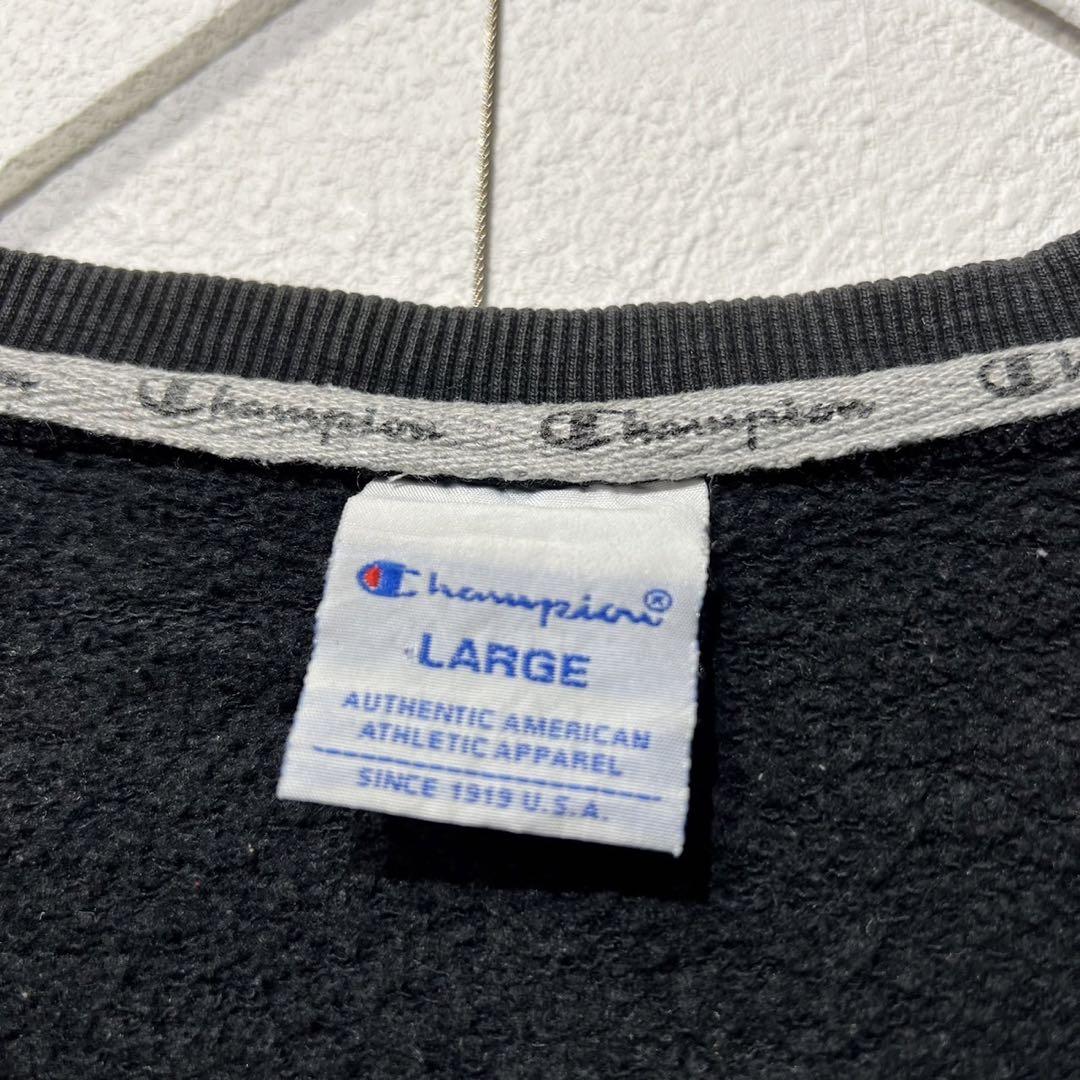 Champion Champion
Champion®
LARGE
AUTHENTIC AMERICAN
ATHLETIC APPAREL
SINCE 1919 U.S.A.